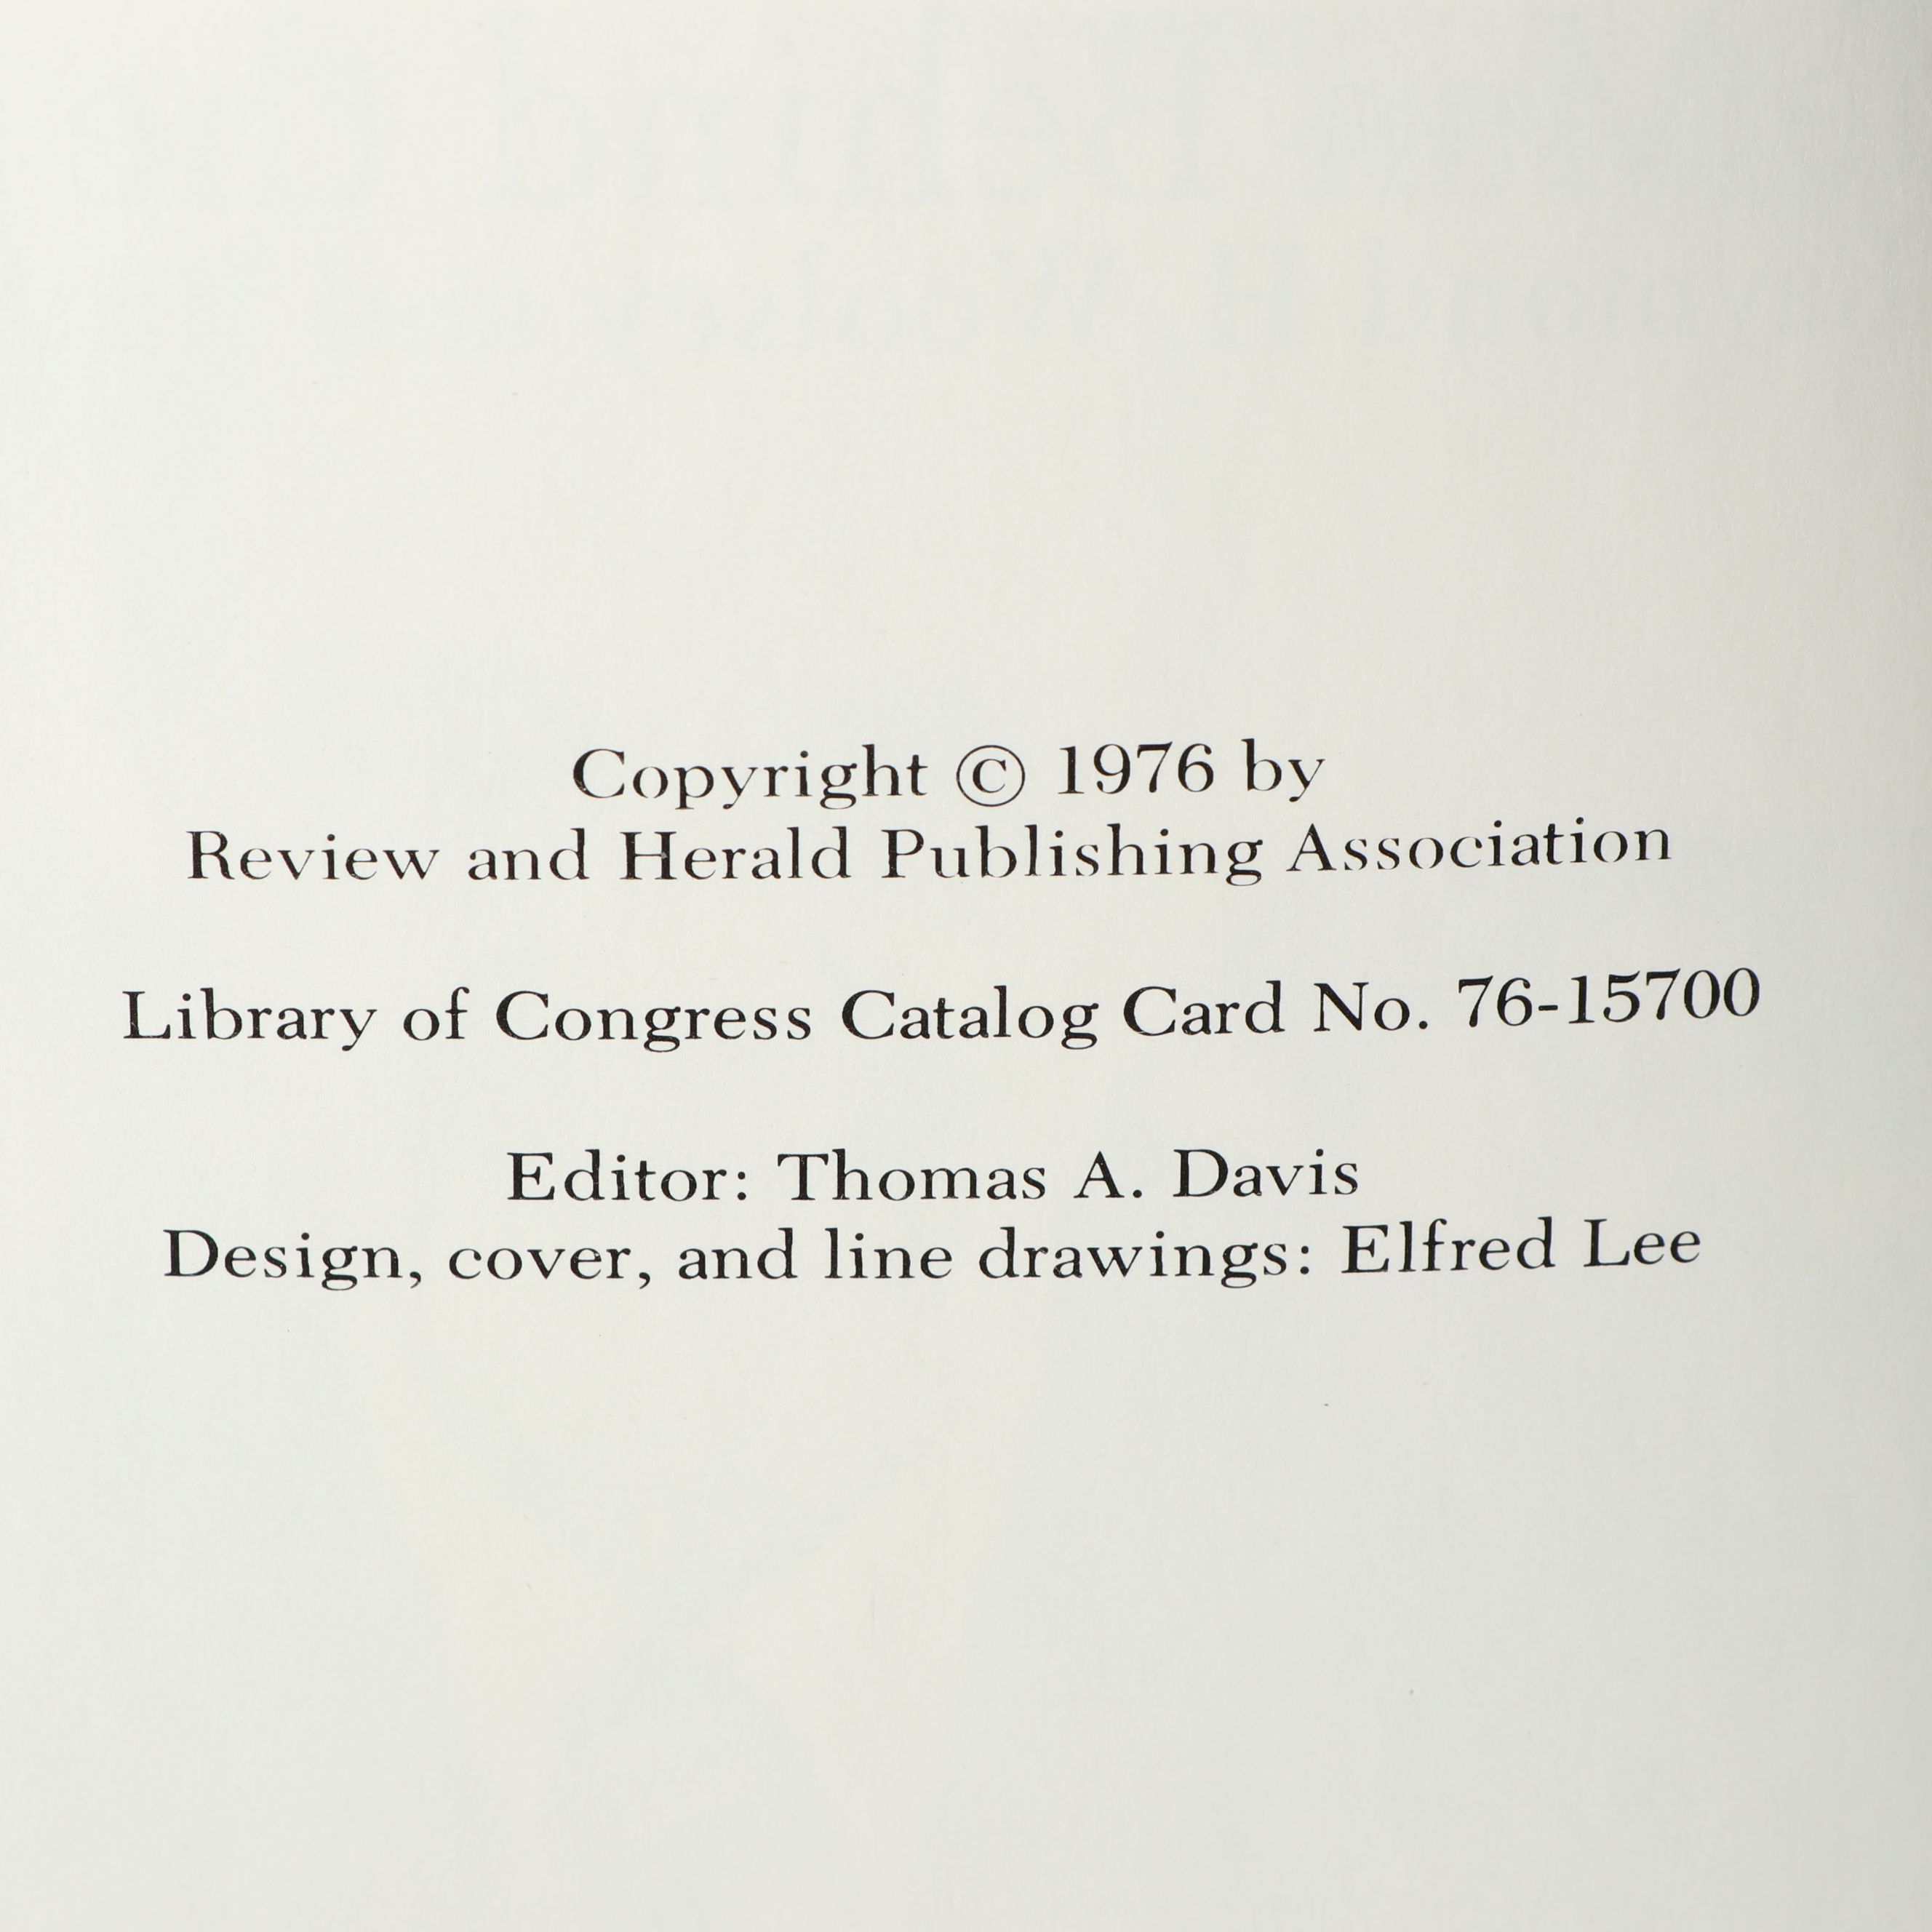 Copyright © 1976 by
Review and Herald Publishing Association
Library of Congress Catalog Card No. 76-15700
Editor: Thomas A. Davis
Design, cover, and line drawings: Elfred Lee